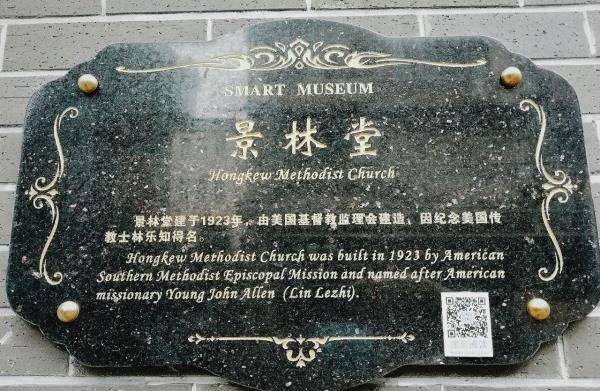 SMART MUSEUM
景林堂
Hongkew Methodist Church
景林堂建于1923年，由美国基督教监理会建造，因纪念美国传
教士林乐知得名。
Hongkew Methodist Church was built in 1923 by American
Southern Methodist Episcopal Mission and named after American
missionary Young John Allen (Lin Lezhi).